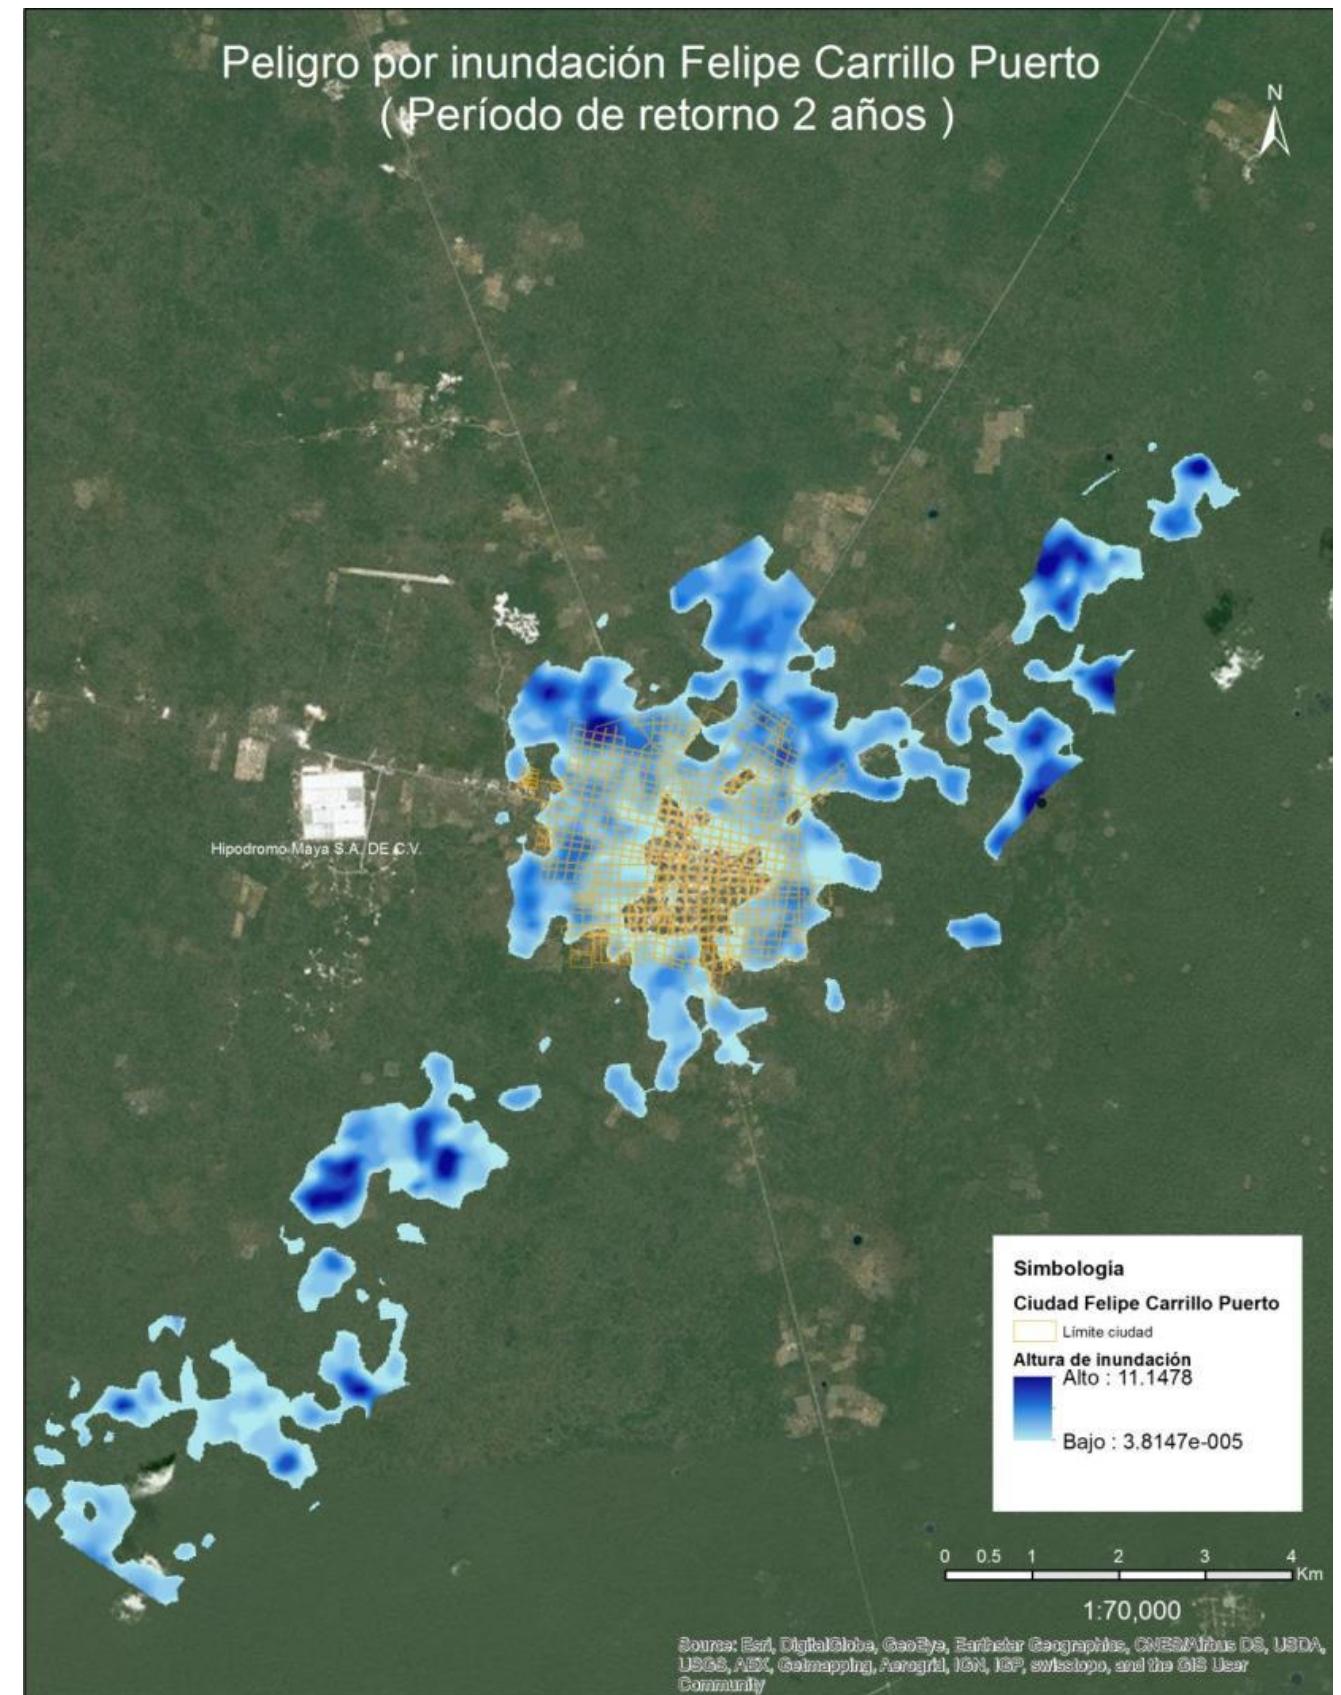 Peligro por inundación Felipe Carrillo Puerto
( Período de retorno 2 años )
N
Hipodromo Maya S.A. DE C.V.
Simbología
Ciudad Felipe Carrillo Puerto
Límite ciudad
Altura de inundación
Alto : 11.1478
Bajo : 3.8147e-005
0 0.5 1 2 3 4
Km
1:70,000
Source: Esri, DigitalGlobe, GeoEye, Earthstar Geographics, CNES/Airbus DS, USDA,
USGS, AEX, Getmapping, Aerogrid, IGN, IGP, swisstopo, and the GIS User
Community